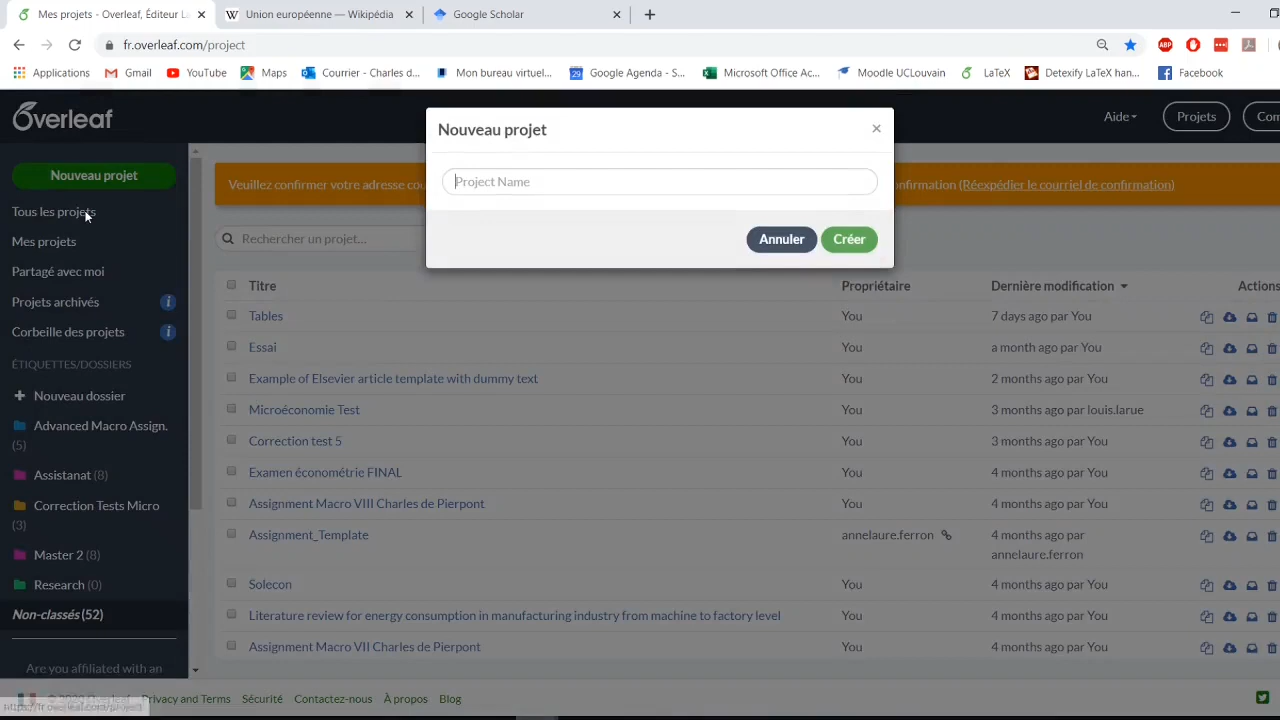 Mes projets - Overleaf, Éditeur La
Union européenne — Wikipédia
Google Scholar
fr.overleaf.com/project
Applications
Gmail
YouTube
Maps
Courrier - Charles d...
Mon bureau virtuel...
Google Agenda - S...
Microsoft Office Ac...
Moodle UCLouvain
LaTeX
Detexify LaTeX han...
Facebook
Overleaf
Aide
Projets
Com
Nouveau projet
Project Name
Annuler
Créer
Nouveau projet
Tous les projets
Mes projets
Partagé avec moi
Projets archivés
Corbeille des projets
ÉTIQUETTES/DOSSIERS
Nouveau dossier
Advanced Macro Assign.
(5)
Assistanat (8)
Correction Tests Micro
(3)
Master 2 (8)
Research (0)
Non-classés (52)
Are you affiliated with an
Veuillez confirmer votre adresse cou
onfirmation (Réexpédier le courriel de confirmation)
Rechercher un projet...
Titre Propriétaire Dernière modification Actions
Tables You 7 days ago par You
Essai You a month ago par You
Example of Elsevier article template with dummy text You 2 months ago par You
Microéconomie Test You 3 months ago par louis.larue
Correction test 5 You 3 months ago par You
Examen économétrie FINAL You 4 months ago par You
Assignment Macro VIII Charles de Pierpont You 4 months ago par You
Assignment_Template annelaure.ferron 4 months ago par
annelaure.ferron
Solecon You 4 months ago par You
Literature review for energy consumption in manufacturing industry from machine to factory level You 4 months ago par You
Assignment Macro VII Charles de Pierpont You 4 months ago par You
© 2020 Overleaf Privacy and Terms Sécurité Contactez-nous À propos Blog
https://fr.overleaf.com/project